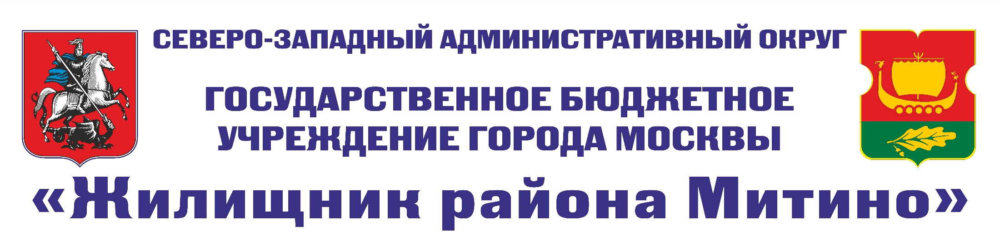 СЕВЕРО-ЗАПАДНЫЙ АДМИНИСТРАТИВНЫЙ ОКРУГ
ГОСУДАРСТВЕННОЕ БЮДЖЕТНОЕ
УЧРЕЖДЕНИЕ ГОРОДА МОСКВЫ
«Жилищник района Митино»